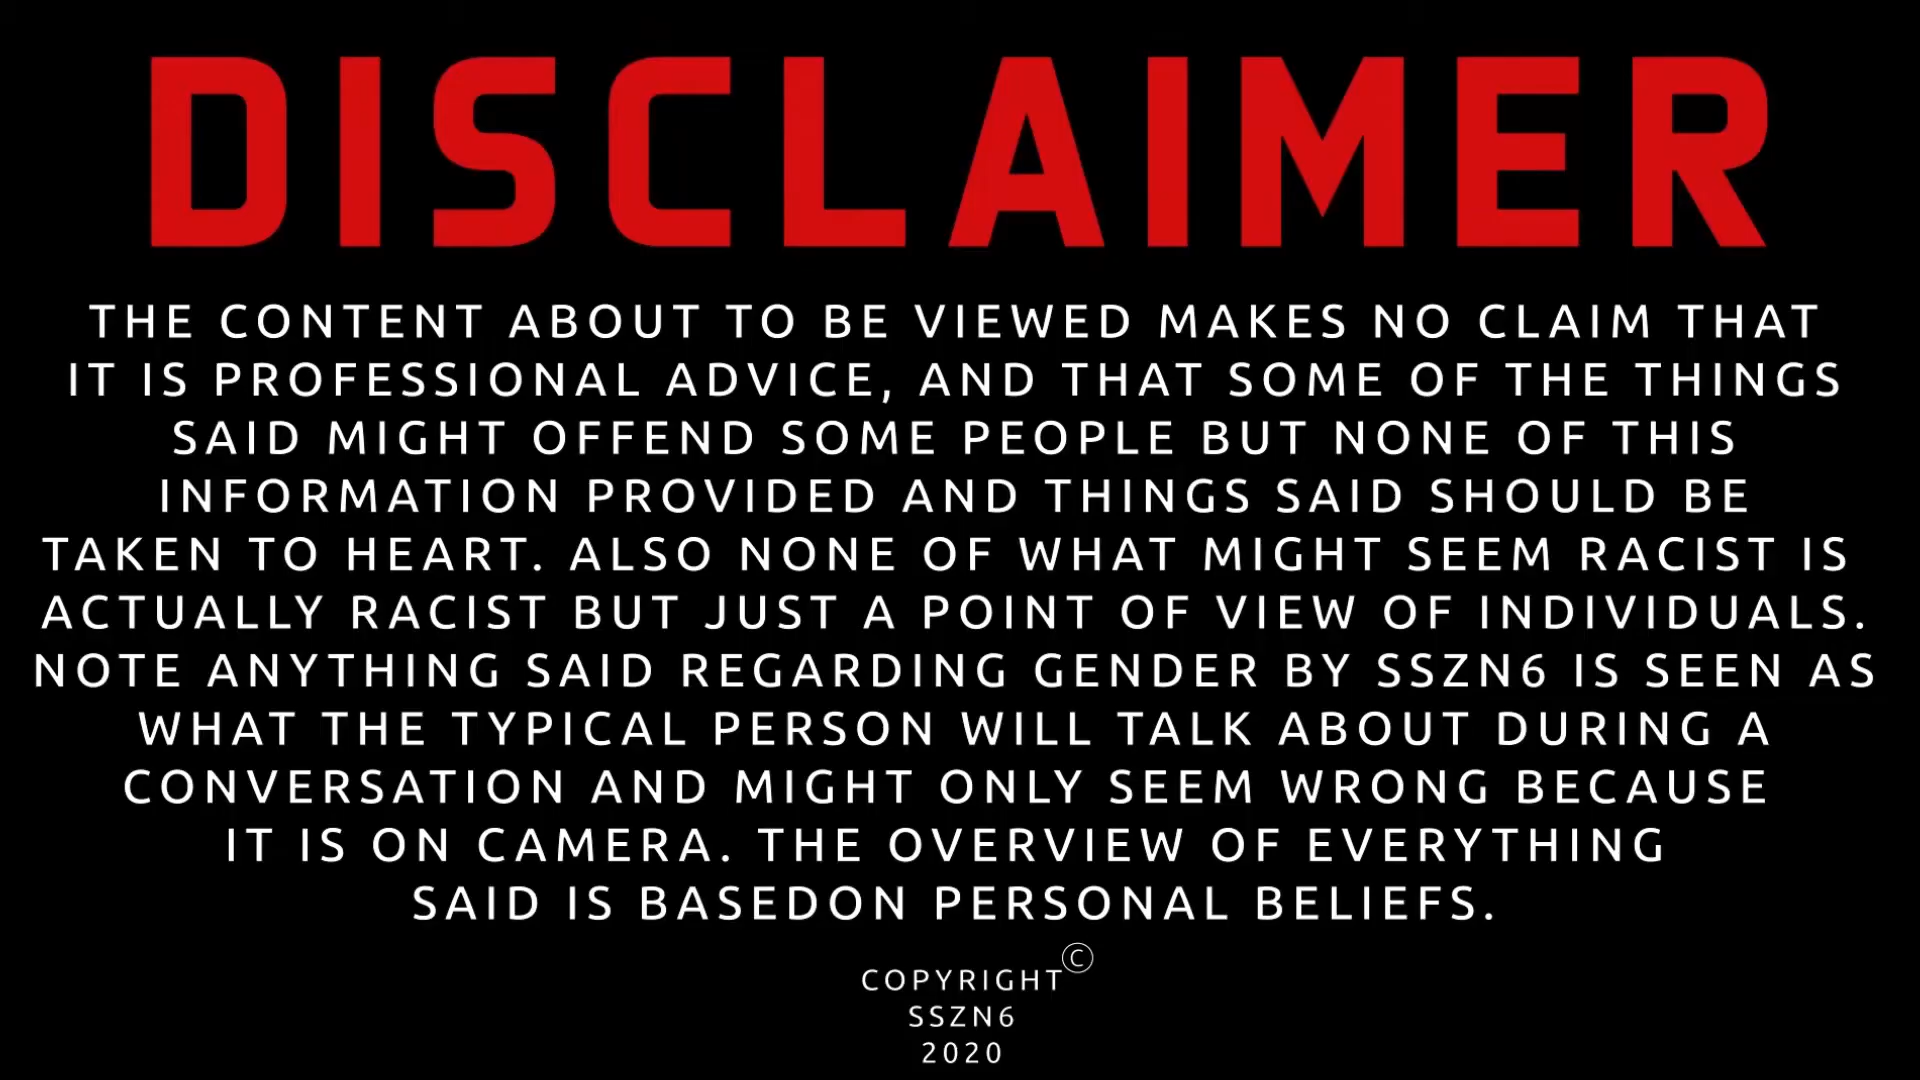 DISCLAIMER
THE CONTENT ABOUT TO BE VIEWED MAKES NO CLAIM THAT
IT IS PROFESSIONAL ADVICE, AND THAT SOME OF THE THINGS
SAID MIGHT OFFEND SOME PEOPLE BUT NONE OF THIS
INFORMATION PROVIDED AND THINGS SAID SHOULD BE
TAKEN TO HEART. ALSO NONE OF WHAT MIGHT SEEM RACIST IS
ACTUALLY RACIST BUT JUST A POINT OF VIEW OF INDIVIDUALS.
NOTE ANYTHING SAID REGARDING GENDER BY SSZN6 IS SEEN AS
WHAT THE TYPICAL PERSON WILL TALK ABOUT DURING A
CONVERSATION AND MIGHT ONLY SEEM WRONG BECAUSE
IT IS ON CAMERA. THE OVERVIEW OF EVERYTHING
SAID IS BASEDON PERSONAL BELIEFS.
COPYRIGHT©
SSZN6
2020